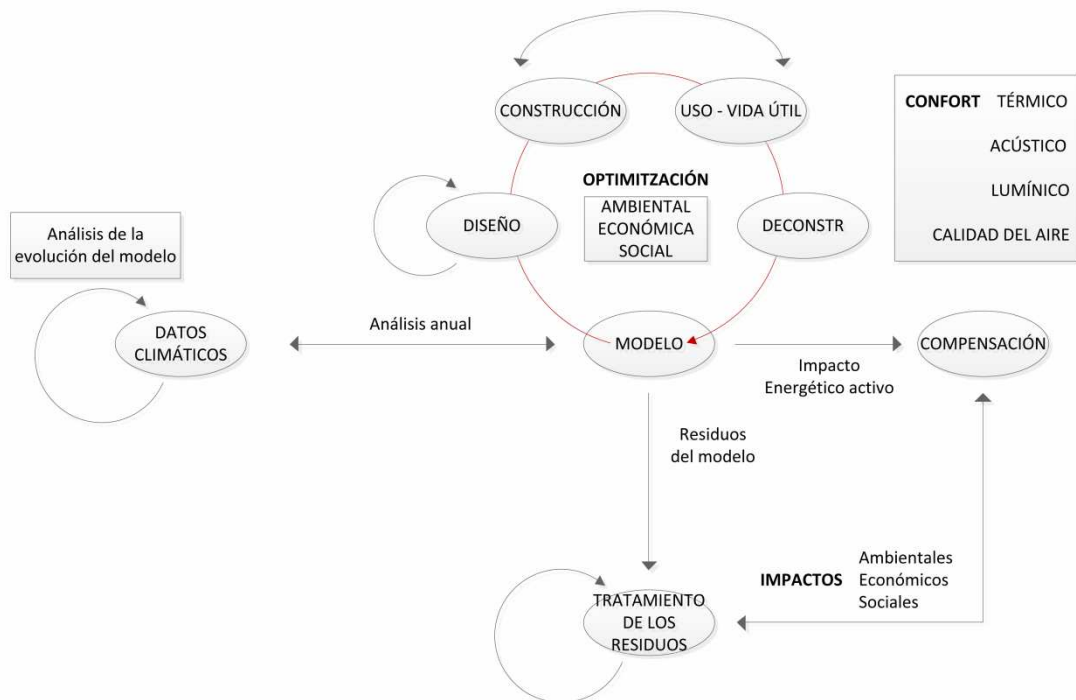 CONSTRUCCIÓN
USO - VIDA ÚTIL
CONFORT TÉRMICO
ACÚSTICO
LUMÍNICO
CALIDAD DEL AIRE
OPTIMITZACIÓN
AMBIENTAL
ECONÓMICA
SOCIAL
DISEÑO
DECONSTR
Análisis de la
evolución del modelo
DATOS
CLIMÁTICOS
Análisis anual
MODELO
COMPENSACIÓN
Impacto
Energético activo
Residuos
del modelo
IMPACTOS
Ambientales
Económicos
Sociales
TRATAMIENTO
DE LOS
RESIDUOS